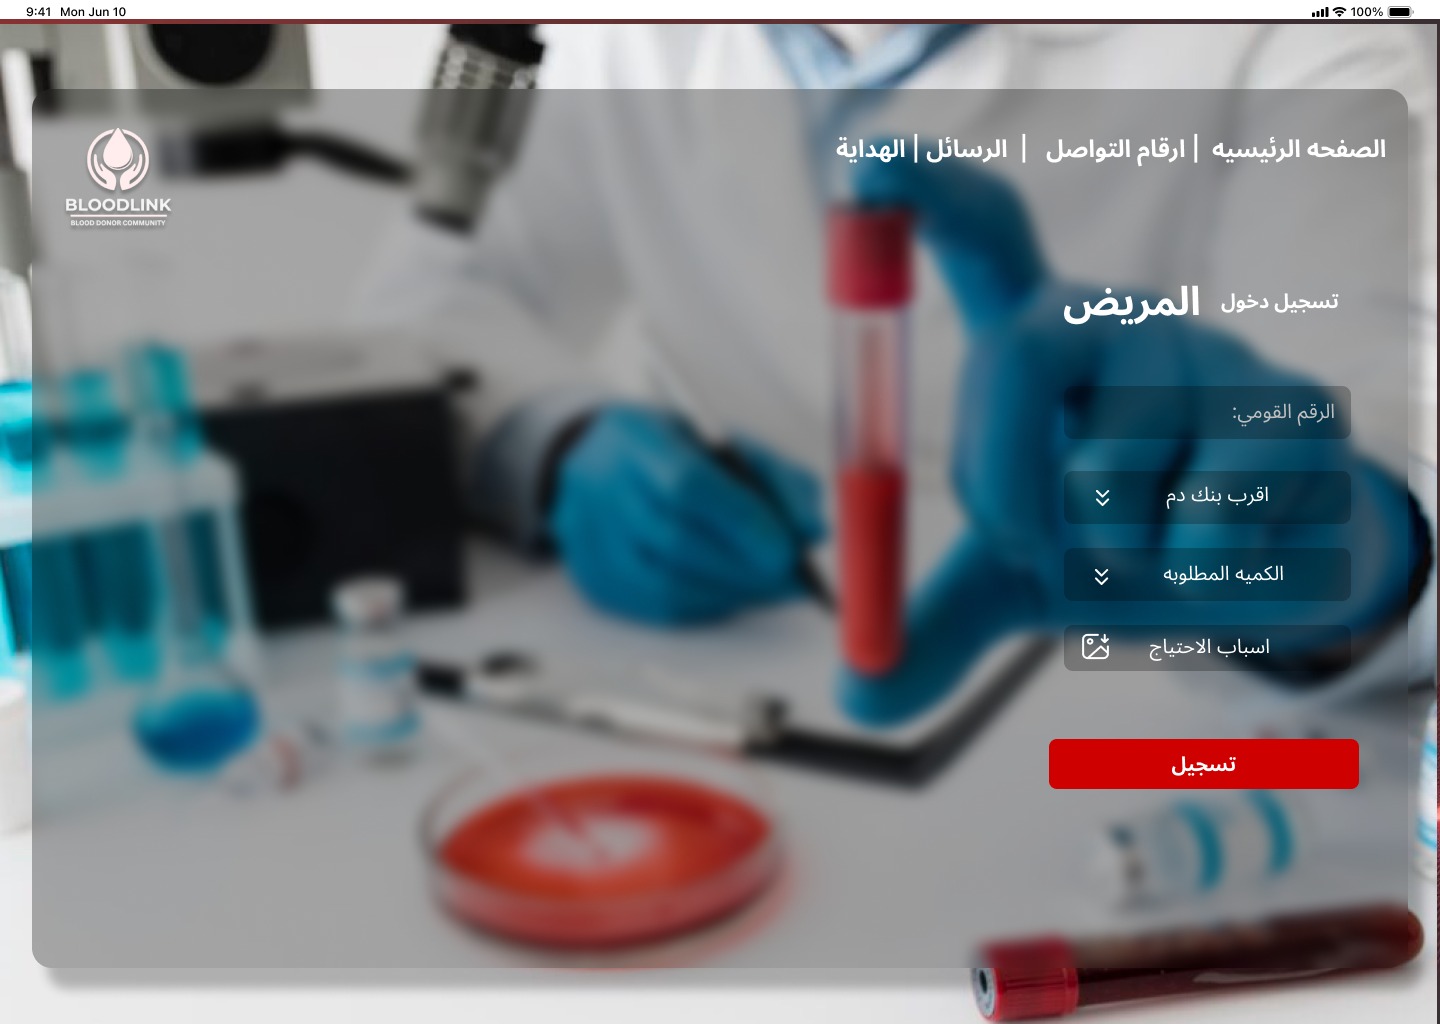 9:41 Mon Jun 10
100%
الصفحه الرئيسيه | ارقام التواصل | الرسائل | الهداية
BLOODLINK
BLOOD DONOR COMMUNITY
تسجيل دخول المريض
الرقم القومي:
اقرب بنك دم
الكميه المطلوبه
اسباب الاحتياج
تسجيل